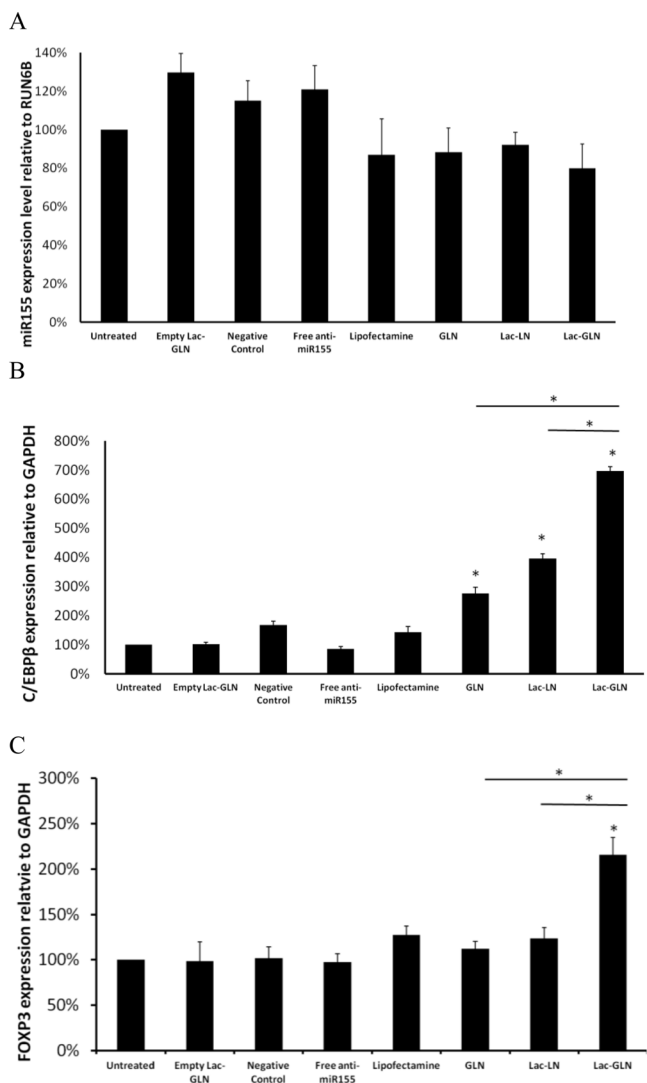 A
miR155 expression level relative to RUN6B
140%
120%
100%
80%
60%
40%
20%
0%
Untreated
Empty Lac-
GLN
Negative
Control
Free anti-
miR155
Lipofectamine
GLN
Lac-LN
Lac-GLN
B
C/EBPβ expression relative to GAPDH
*
*
*
*
*
800%
700%
600%
500%
400%
300%
200%
100%
0%
Untreated
Empty Lac-GLN
Negative
Control
Free anti-
miR155
Lipofectamine
GLN
Lac-LN
Lac-GLN
C
FOXP3 expression relatvie to GAPDH
*
*
*
300%
250%
200%
150%
100%
50%
0%
Untreated
Empty Lac-
GLN
Negative
Control
Free anti-
miR155
Lipofectamine
GLN
Lac-LN
Lac-GLN